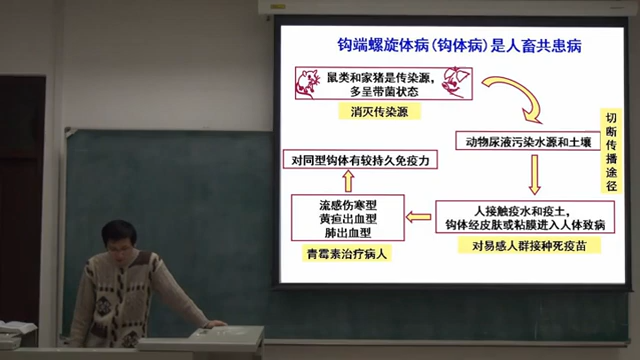 钩端螺旋体病(钩体病)是人畜共患病
鼠类和家猪是传染源,
多呈带菌状态
消灭传染源
切断传播途径
动物尿液污染水源和土壤
对同型钩体有较持久免疫力
流感伤寒型
黄疸出血型
肺出血型
人接触疫水和疫土,
钩体经皮肤或粘膜进入人体致病
青霉素治疗病人
对易感人群接种死疫苗